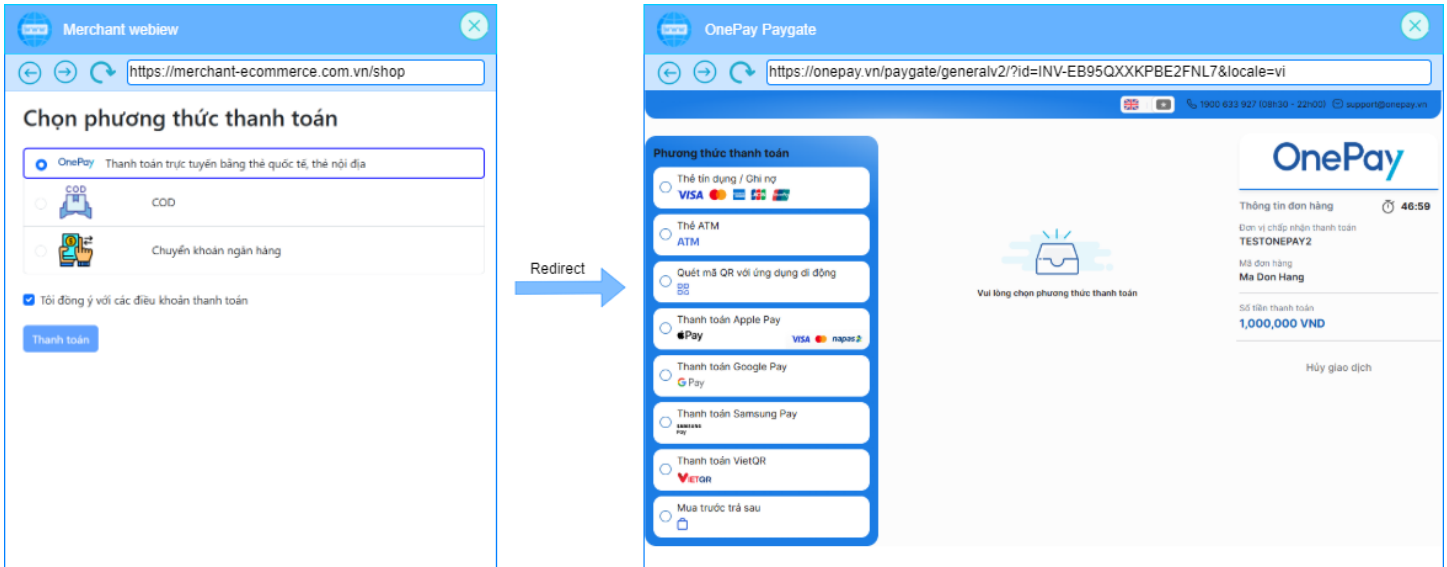 www
Merchant webiew
https://merchant-ecommerce.com.vn/shop
Chọn phương thức thanh toán
OnePay Thanh toán trực tuyến bằng thẻ quốc tế, thẻ nội địa
COD
COD
Chuyển khoản ngân hàng
Tôi đồng ý với các điều khoản thanh toán
Thanh toán
Redirect
www
OnePay Paygate
https://onepay.vn/paygate/generalv2/?id=INV-EB95QXXKPBE2FNL7&locale=vi
1900 633 927 (08h30 - 22h00) support@onepay.vn
Phương thức thanh toán
Thẻ tín dụng / Ghi nợ
VISA
Thẻ ATM
ATM
Quét mã QR với ứng dụng di động
Thanh toán Apple Pay
Pay VISA napas
Thanh toán Google Pay
G Pay
Thanh toán Samsung Pay
SAMSUNG
Pay
Thanh toán VietQR
VIETQR
Mua trước trả sau
Vui lòng chọn phương thức thanh toán
OnePay
Thông tin đơn hàng 46:59
Đơn vị chấp nhận thanh toán
TESTONEPAY2
Mã đơn hàng
Ma Don Hang
Số tiền thanh toán
1,000,000 VND
Hủy giao dịch